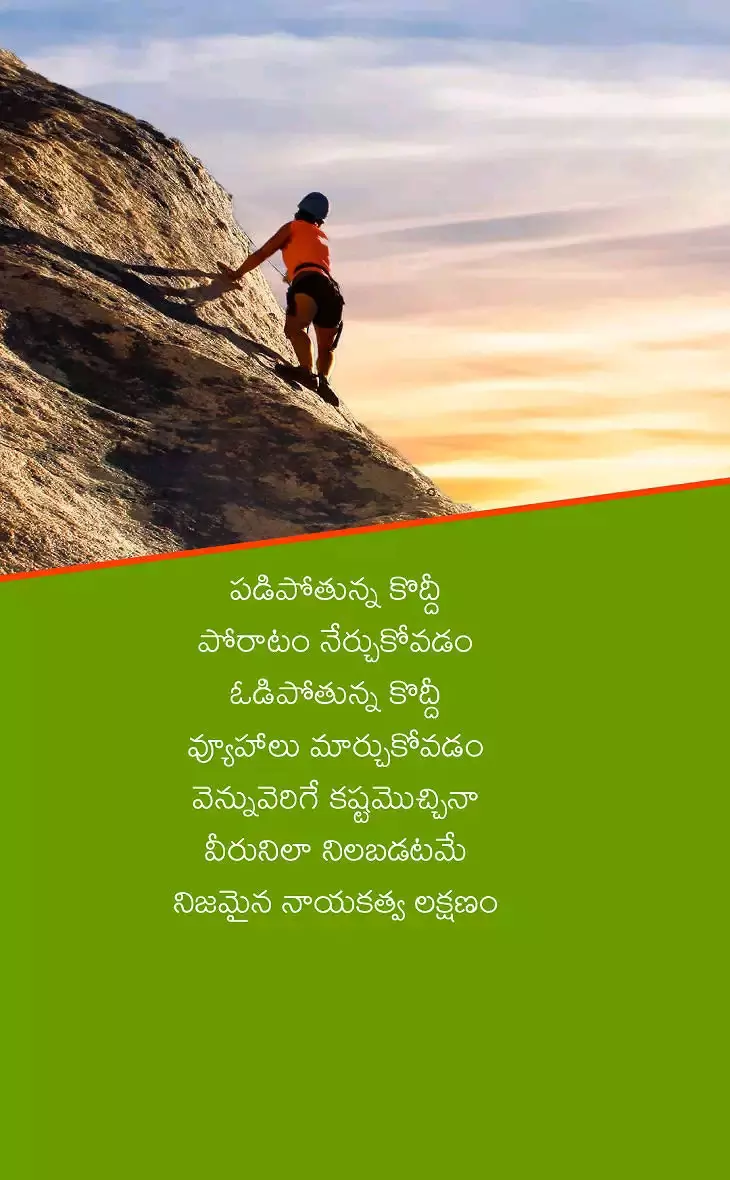 పడిపోతున్న కొద్దీ
పోరాటం నేర్చుకోవడం
ఓడిపోతున్న కొద్దీ
వ్యూహాలు మార్చుకోవడం
వెన్నువెరిగే కష్టమొచ్చినా
వీరునిలా నిలబడటమే
నిజమైన నాయకత్వ లక్షణం